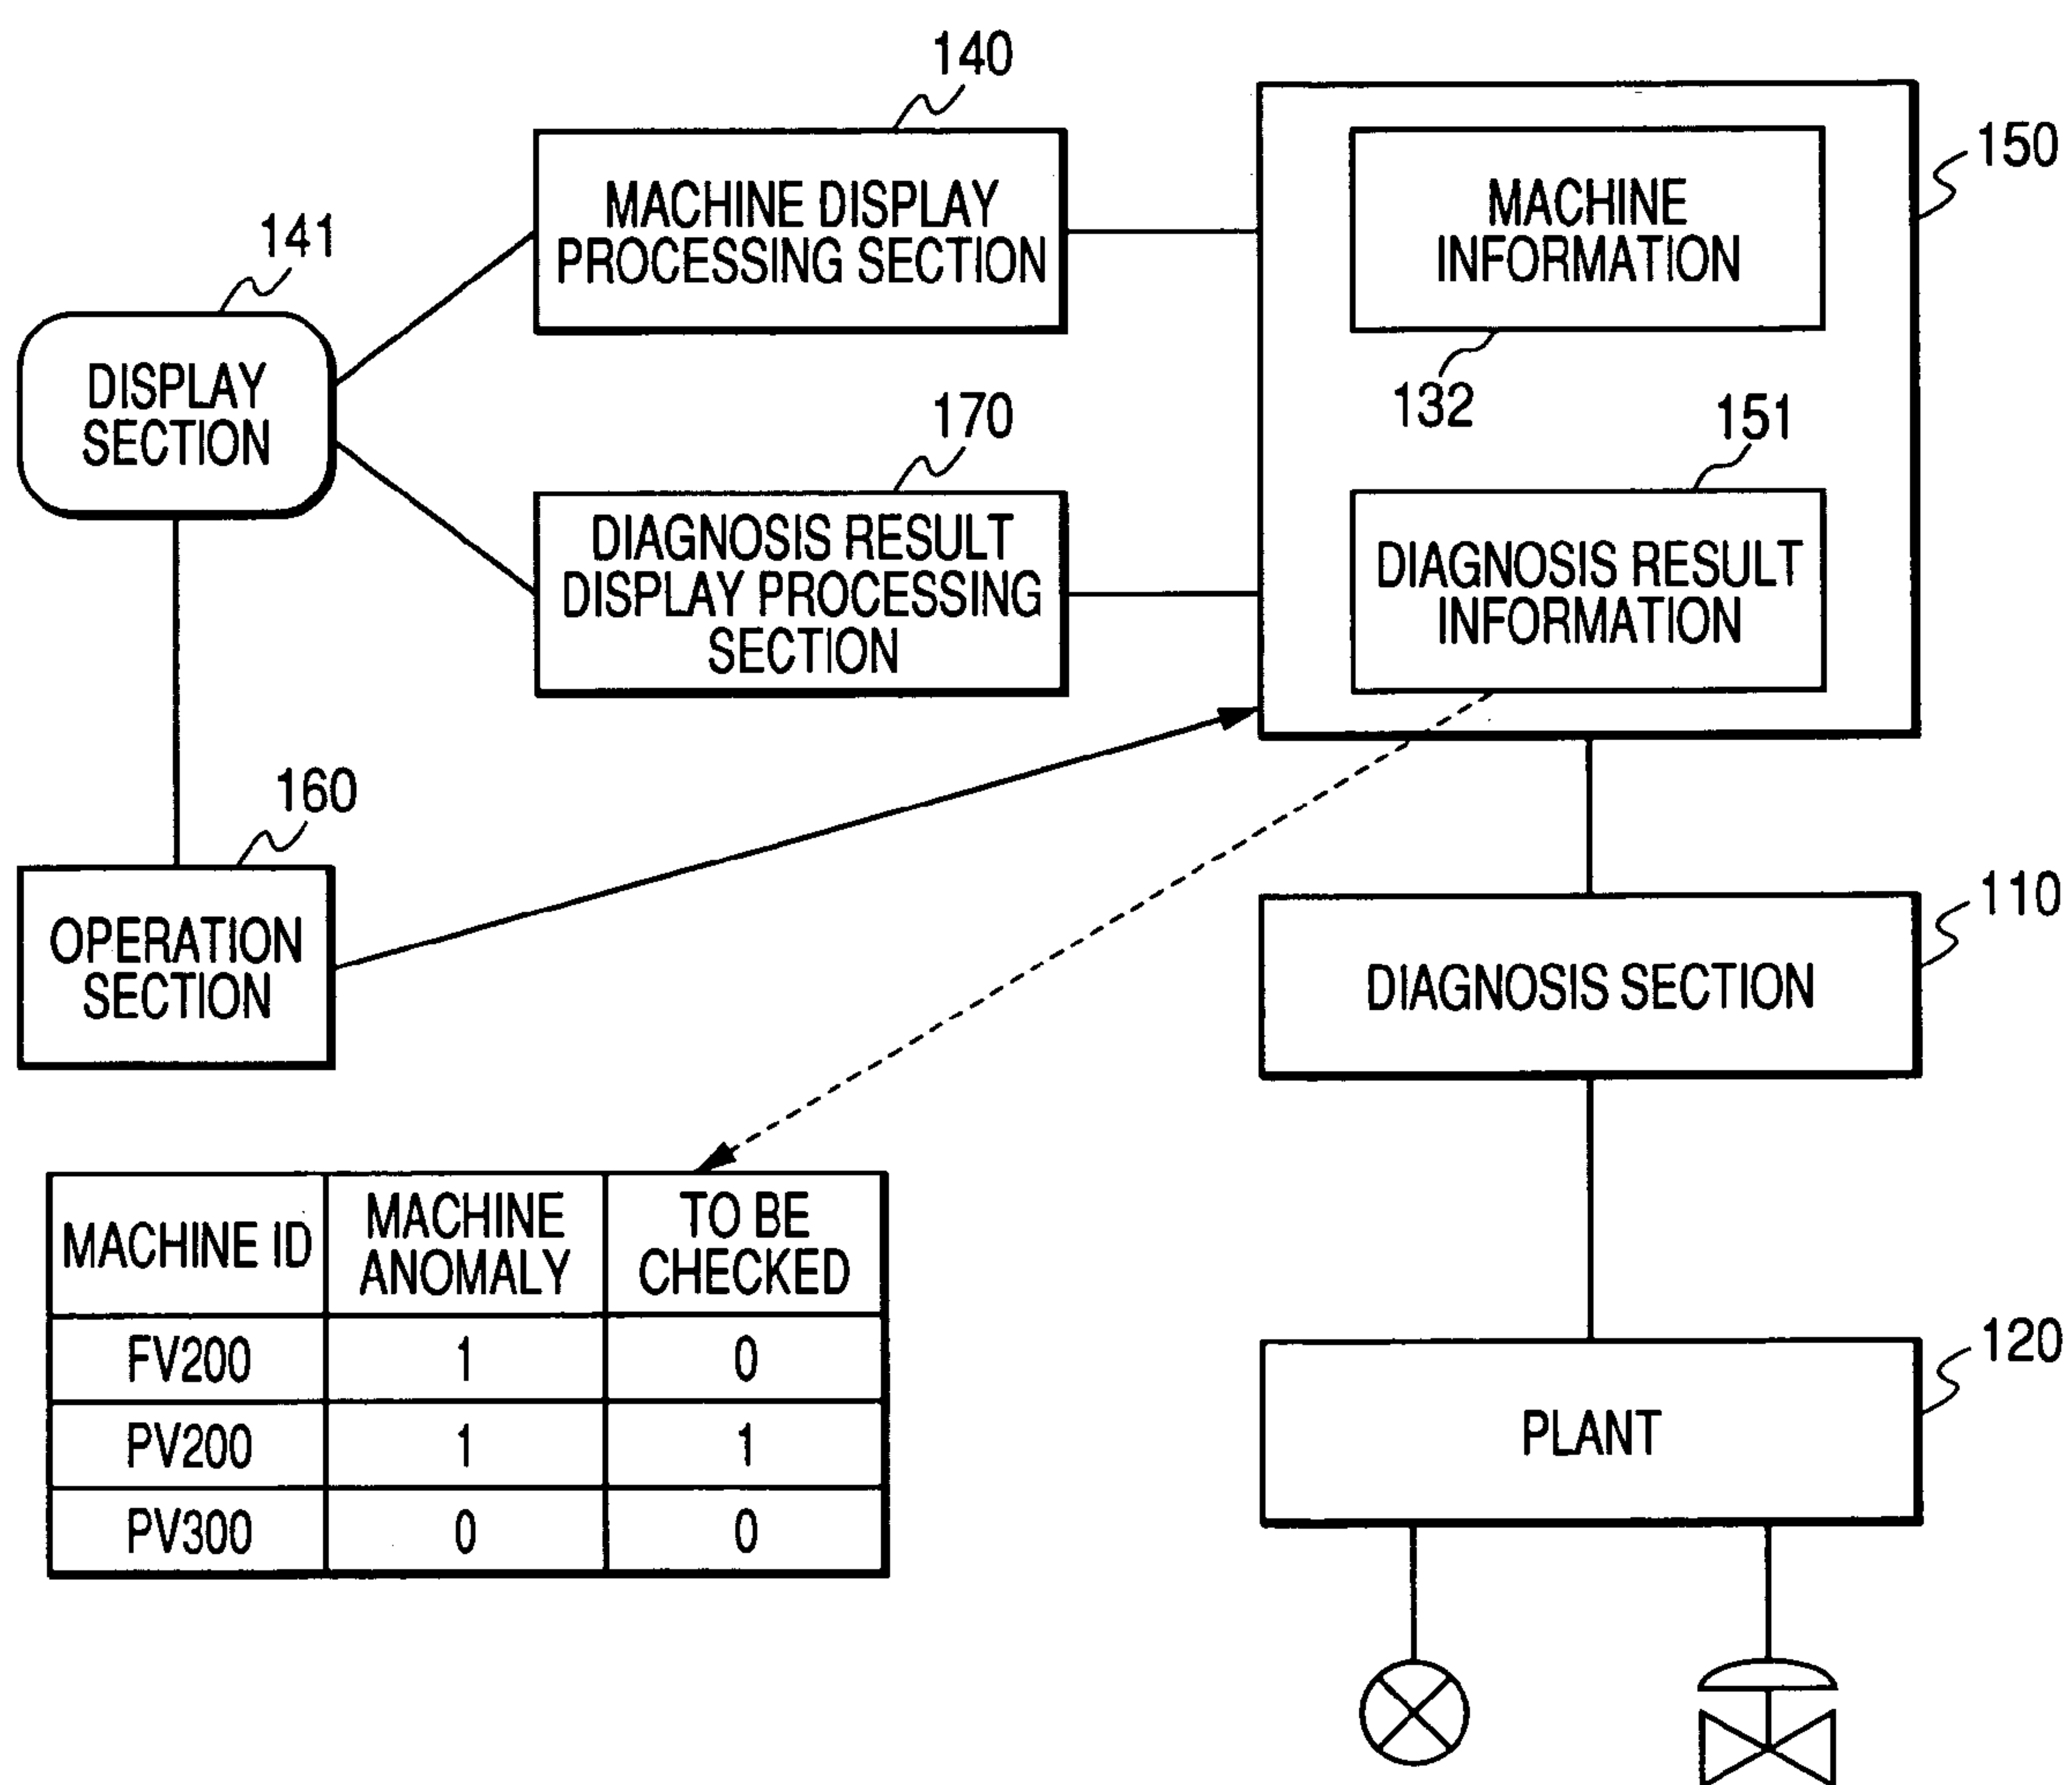 140
MACHINE DISPLAY
PROCESSING SECTION
MACHINE
INFORMATION
150
132
141
DISPLAY
SECTION
170
DIAGNOSIS RESULT
DISPLAY PROCESSING
SECTION
151
DIAGNOSIS RESULT
INFORMATION
160
OPERATION
SECTION
110
DIAGNOSIS SECTION
MACHINE ID
MACHINE
ANOMALY
TO BE
CHECKED
FV200 1 0
PV200 1 1
PV300 0 0
120
PLANT